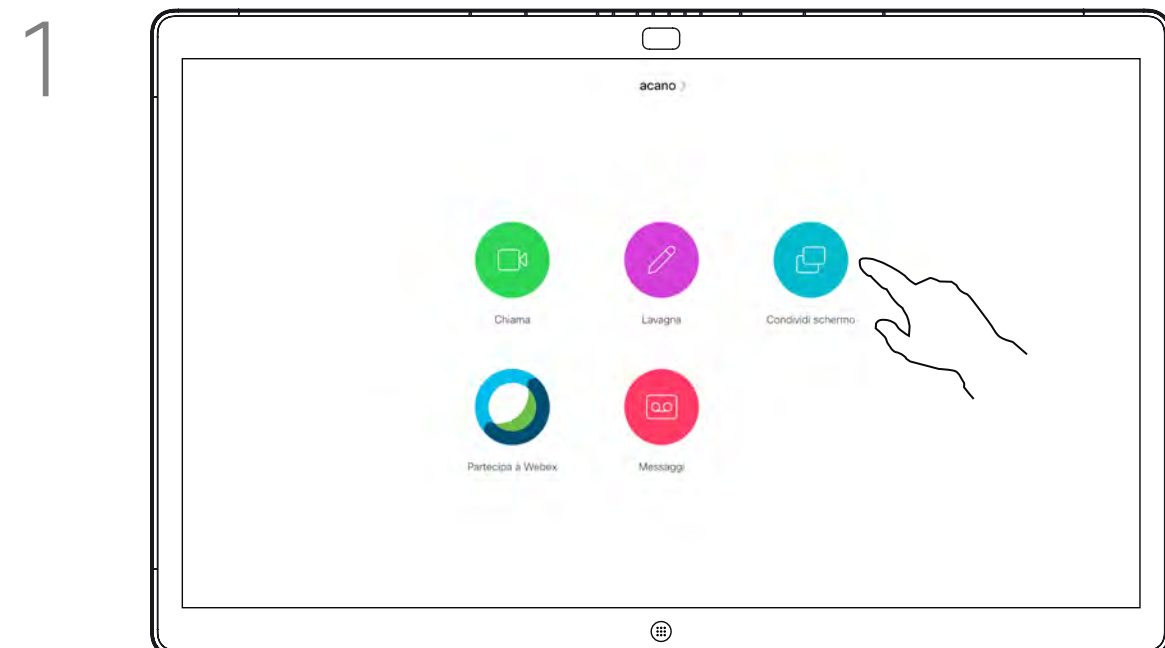 1
acano
Chiama
Lavagna
Condividi schermo
Partecipa a Webex
Messaggi